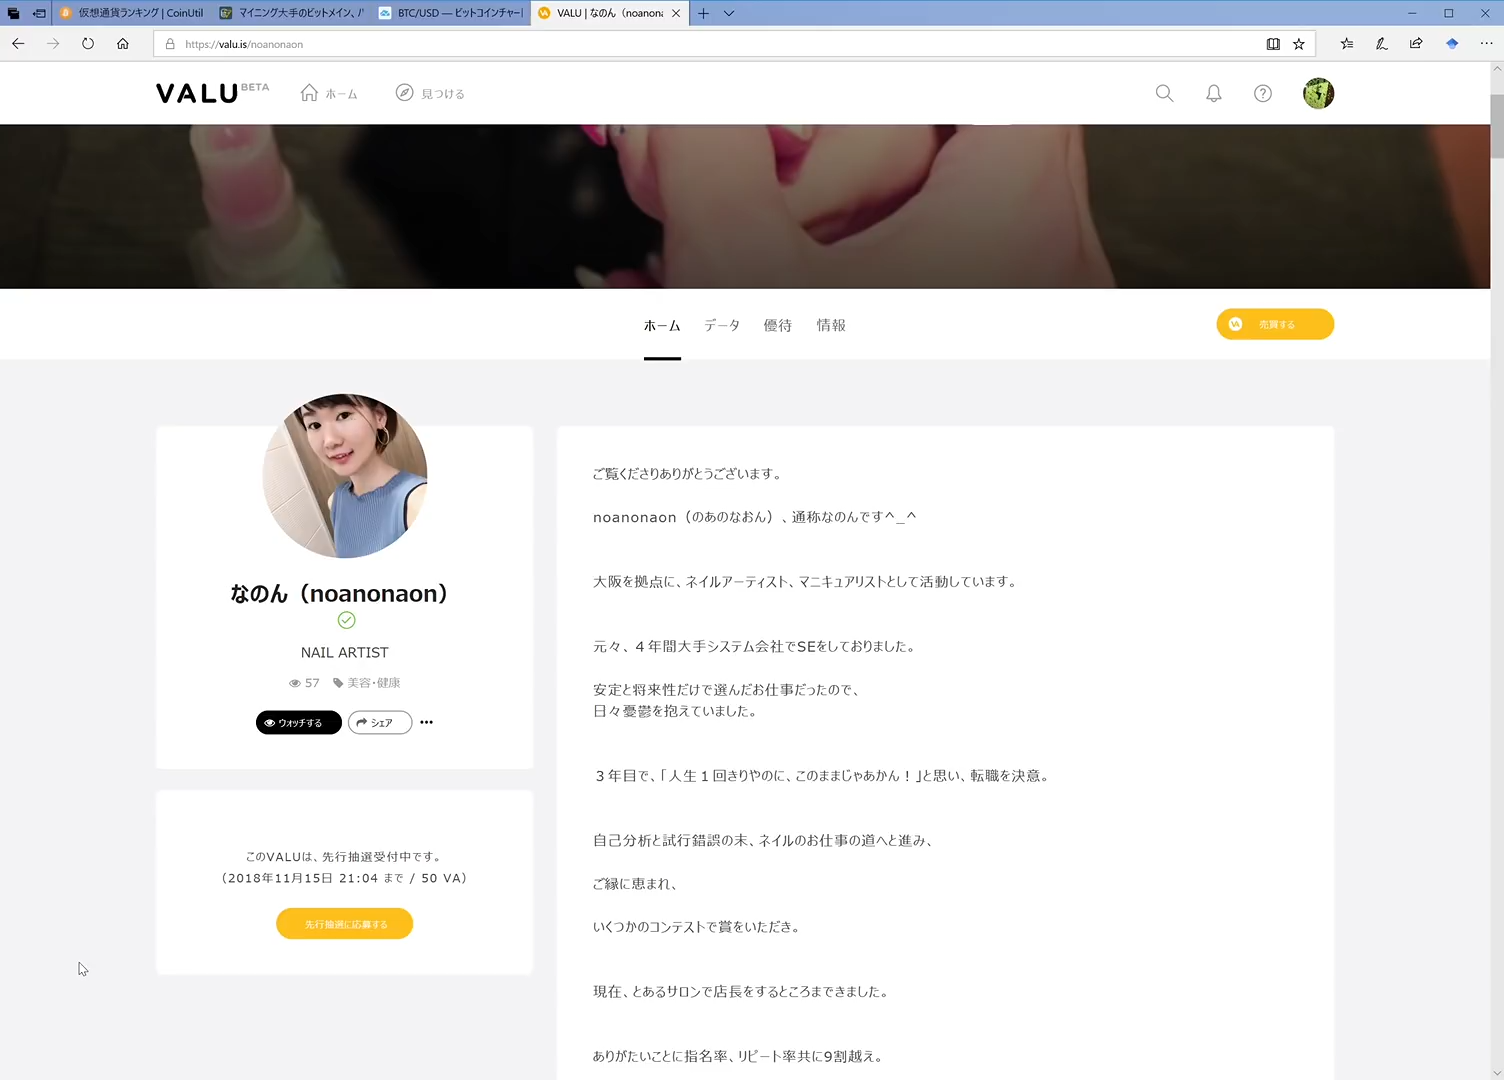 仮想通貨ランキング | CoinUtil
マイニング大手のビットメイン、
BTC/USD — ビットコインチャー
VALU | なのん（noanona
https://valu.is/noanonaon
VALU BETA
ホーム
見つける
ホーム
データ
優待
情報
売買する
なのん（noanonaon）
NAIL ARTIST
57
美容・健康
ウォッチする
シェア
このVALUは、先行抽選受付中です。
（2018年11月15日 21:04 まで / 50 VA）
先行抽選に応募する
ご覧くださりありがとうございます。
noanonaon（のあのなおん）、通称なのんです^_^
大阪を拠点に、ネイルアーティスト、マニキュアリストとして活動しています。
元々、４年間大手システム会社でSEをしておりました。
安定と将来性だけで選んだお仕事だったので、
日々憂鬱を抱えていました。
３年目で、「人生１回きりやのに、このままじゃあかん！」と思い、転職を決意。
自己分析と試行錯誤の末、ネイルのお仕事の道へと進み、
ご縁に恵まれ、
いくつかのコンテストで賞をいただき。
現在、とあるサロンで店長をするところまできました。
ありがたいことに指名率、リピート率共に9割越え。